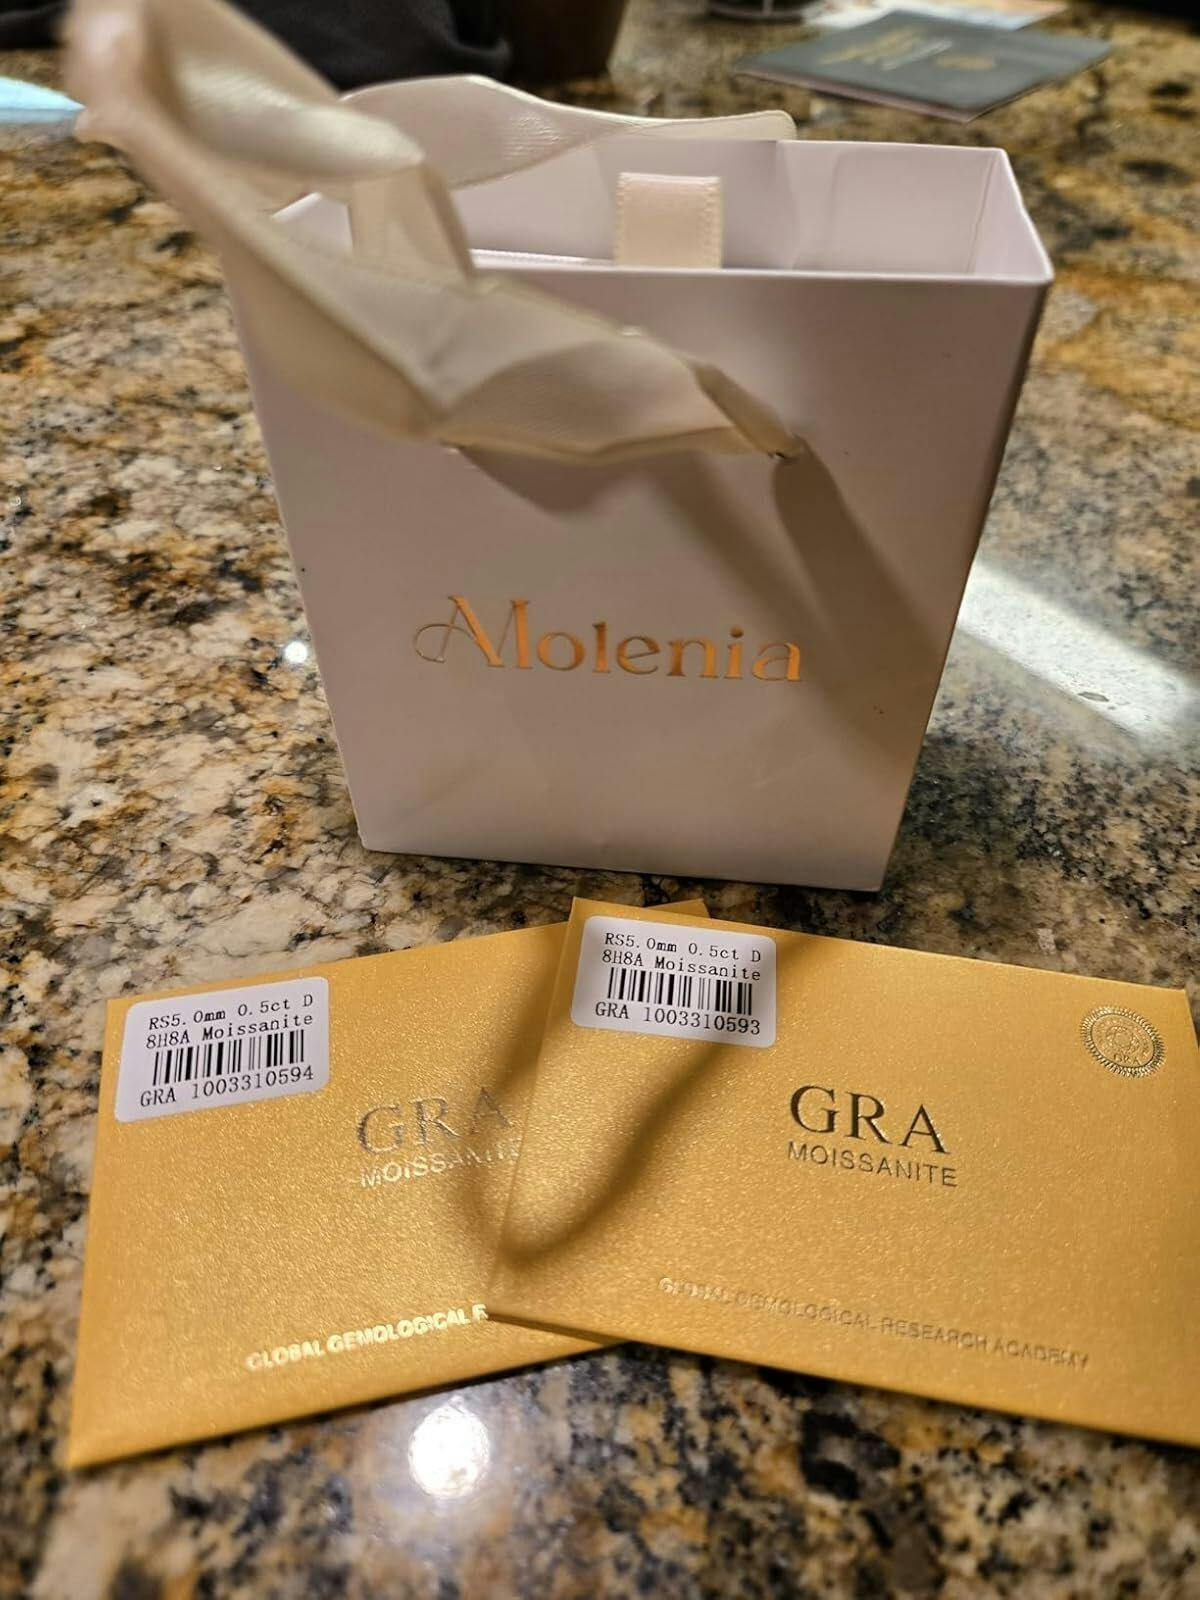 Molenia
RS5.0mm 0.5ct D
8H8A Moissanite
GRA 1003310594
GRA
MOISSANITE
GLOBAL GEMOLOGICAL R
RS5.0mm 0.5ct D
8H8A Moissanite
GRA 1003310593
GRA
GRA
MOISSANITE
GLOBAL GEMOLOGICAL RESEARCH ACADEMY